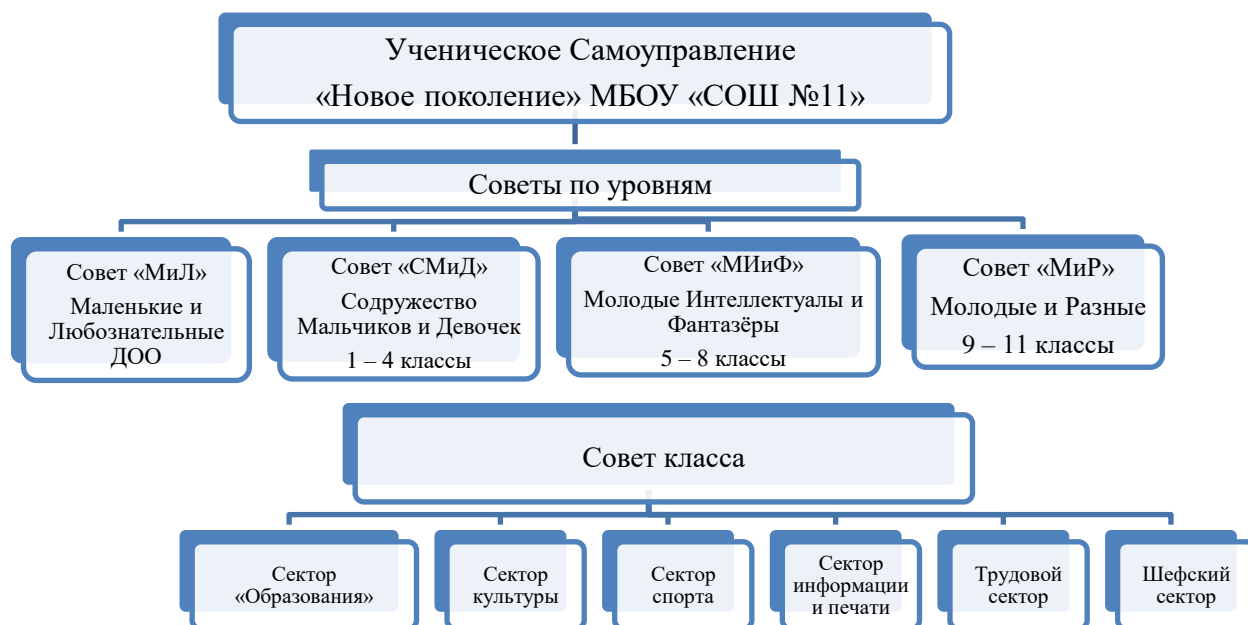 Ученическое Самоуправление
«Новое поколение» МБОУ «СОШ №11»
Советы по уровням
Совет «МиЛ»
Маленькие и
Любознательные
ДОО
Совет «СМиД»
Содружество
Мальчиков и Девочек
1 – 4 классы
Совет «МИиФ»
Молодые Интеллектуалы и
Фантазёры
5 – 8 классы
Совет «МиР»
Молодые и Разные
9 – 11 классы
Совет класса
Сектор
«Образования»
Сектор
культуры
Сектор
спорта
Сектор
информации
и печати
Трудовой
сектор
Шефский
сектор